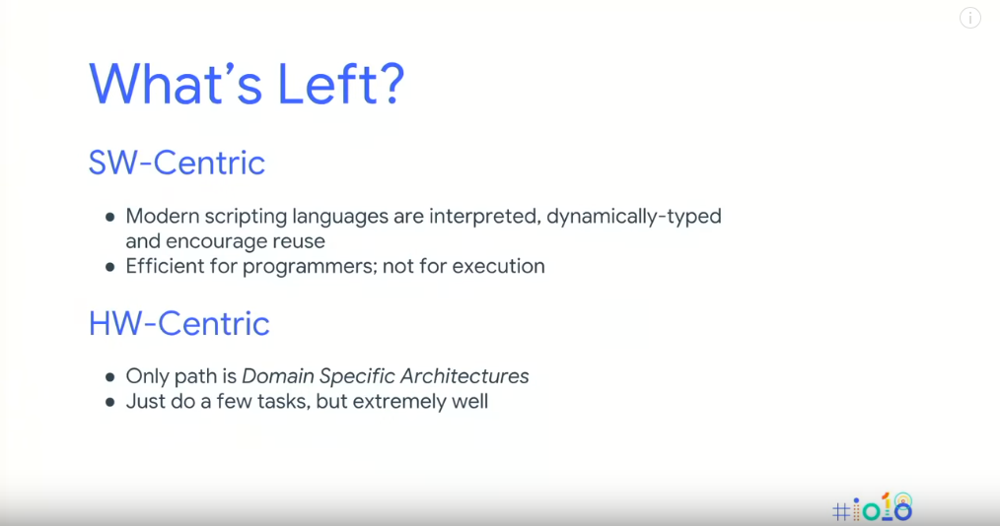 What's Left?
SW-Centric
● Modern scripting languages are interpreted, dynamically-typed
and encourage reuse
● Efficient for programmers; not for execution
HW-Centric
● Only path is Domain Specific Architectures
● Just do a few tasks, but extremely well
#io18